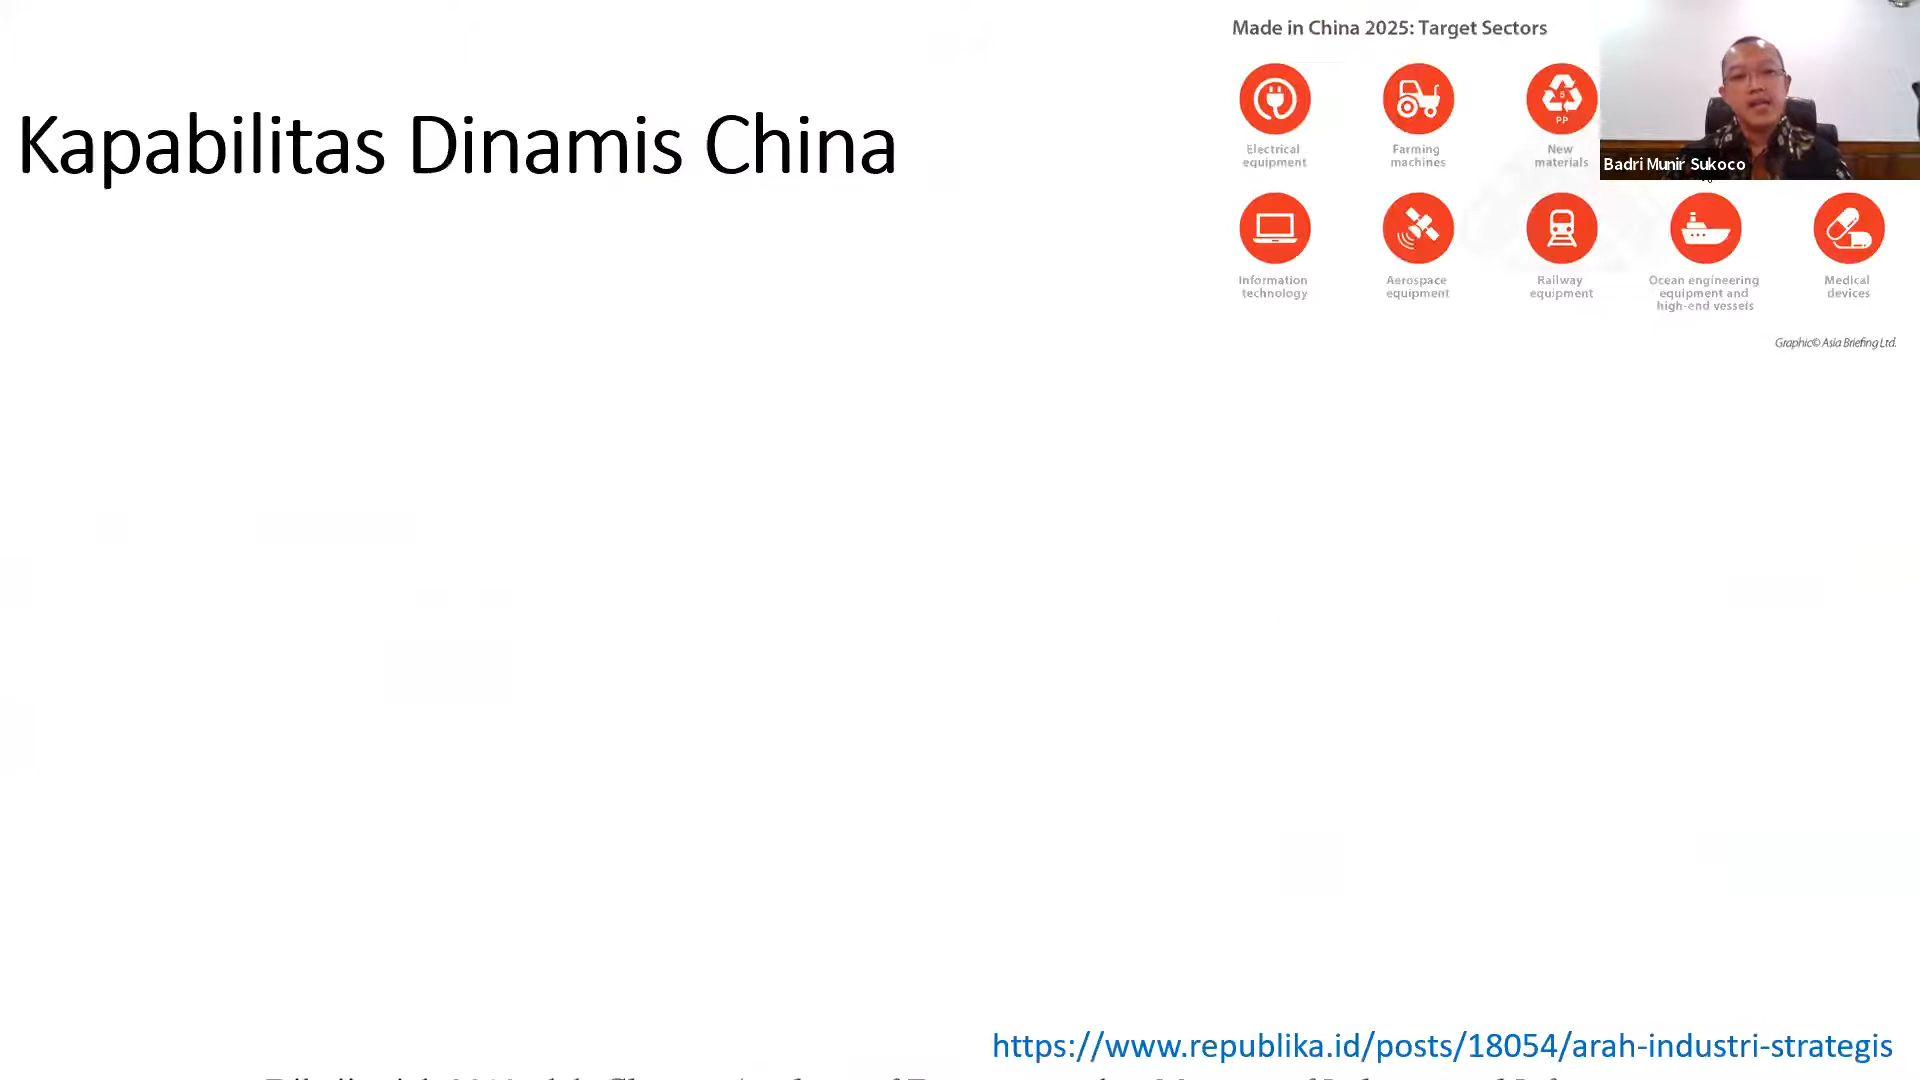 Made in China 2025: Target Sectors
Kapabilitas Dinamis China
Electrical
equipment
Farming
machines
5
PP
New
materials
Badri Munir Sukoco
Information
technology
Aerospace
equipment
Railway
equipment
Ocean engineering
equipment and
high-end vessels
Medical
devices
Graphic© Asia Briefing Ltd.
https://www.republika.id/posts/18054/arah-industri-strategis